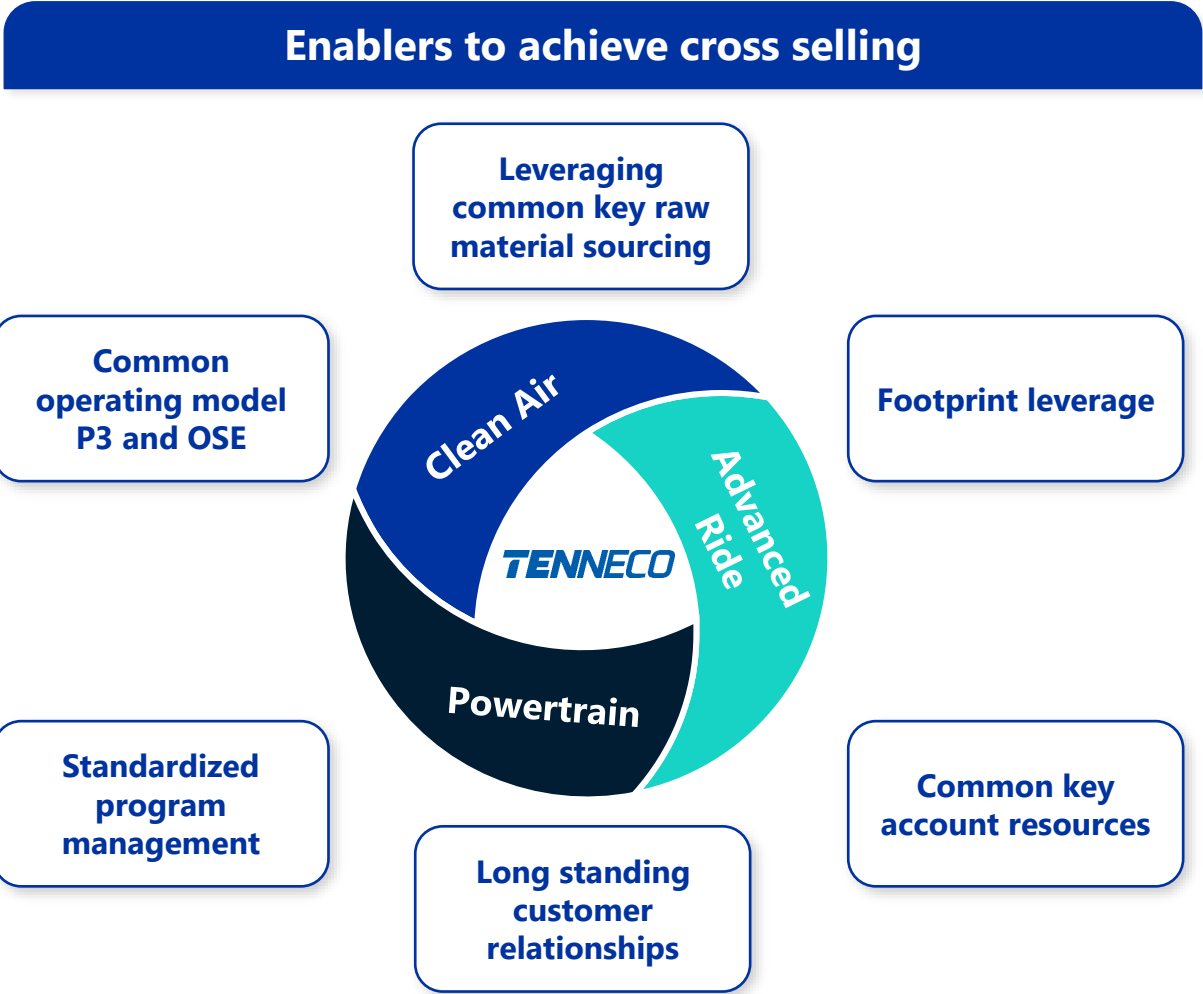 Enablers to achieve cross selling
Leveraging
common key raw
material sourcing
Common
operating model
P3 and OSE
Footprint leverage
Clean Air
Advanced
Ride
TENNECO
Powertrain
Standardized
program
management
Common key
account resources
Long standing
customer
relationships